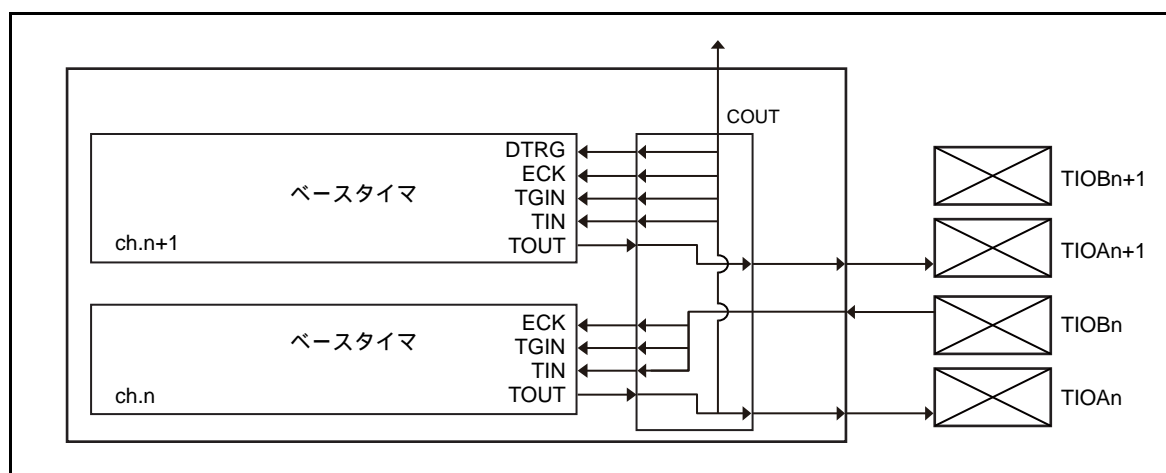 COUT
DTRG
ECK
TGIN
TIN
TOUT
ベースタイマ
ch.n+1
TIOBn+1
TIOAn+1
ECK
TGIN
TIN
TOUT
ベースタイマ
ch.n
TIOBn
TIOAn